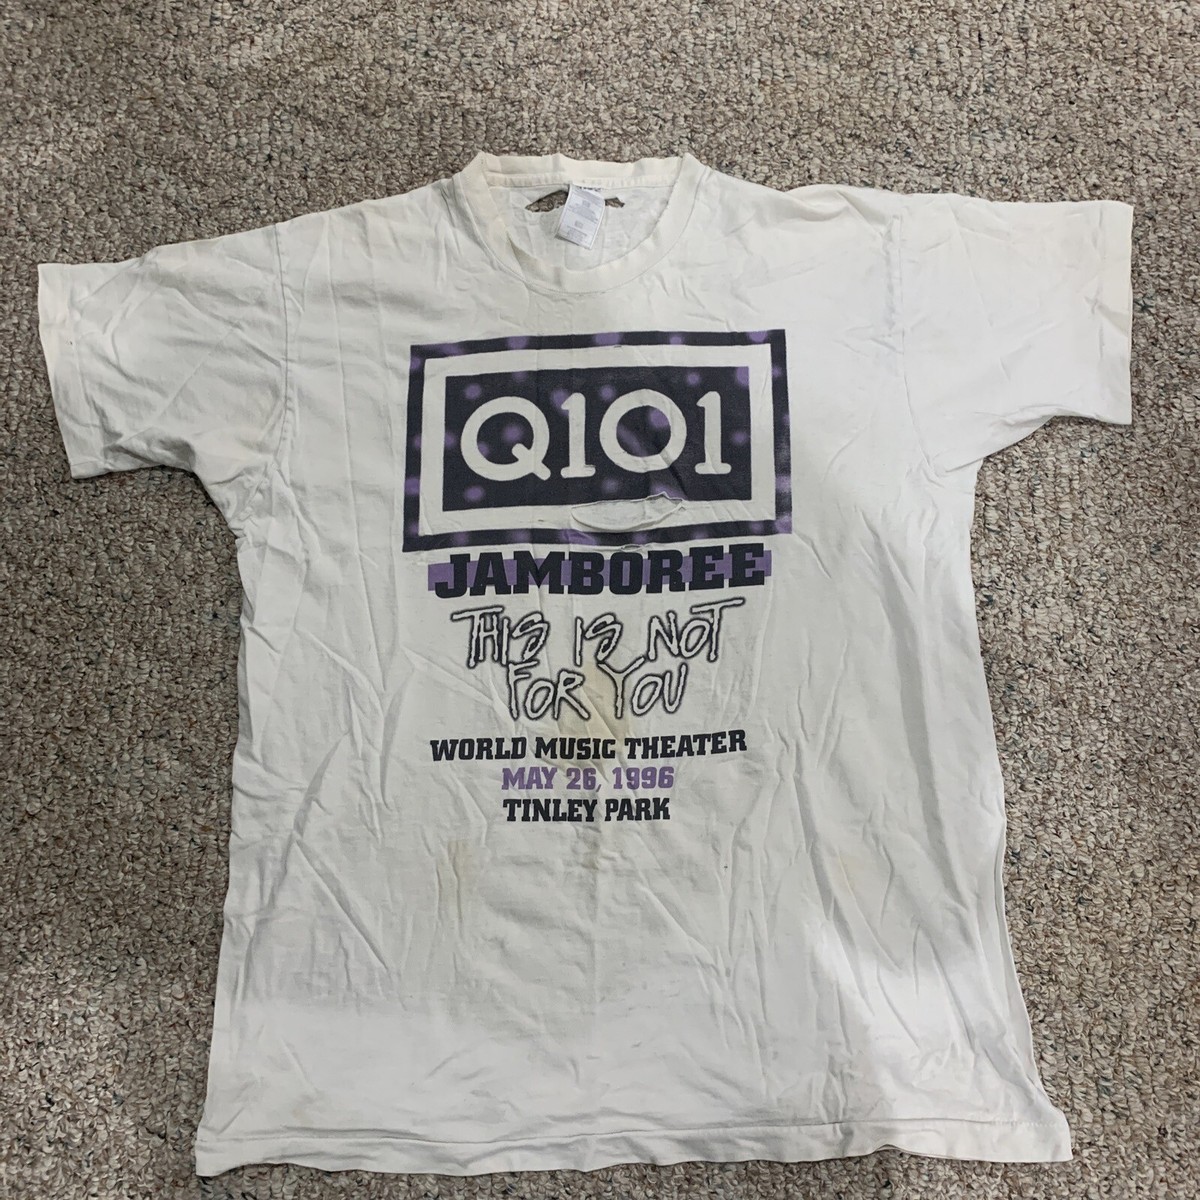 Q101
JAMBOREE
THIS IS NOT
FOR YOU
WORLD MUSIC THEATER
MAY 26, 1996
TINLEY PARK